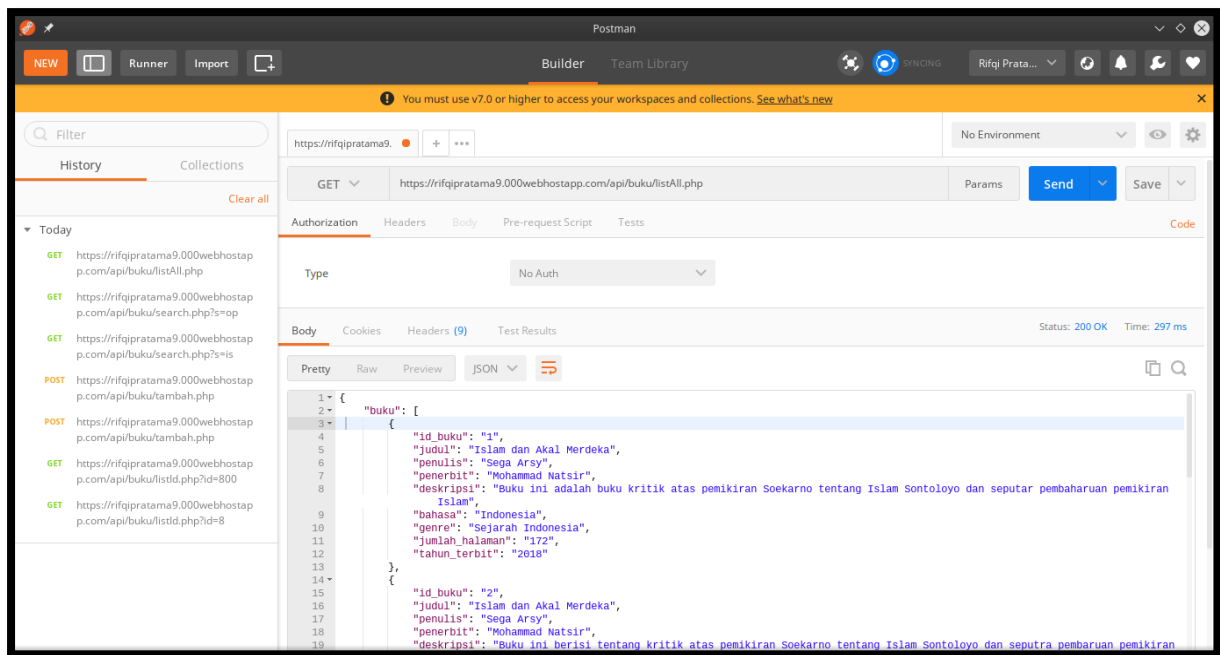 Postman
NEW Runner Import Builder Team Library SYNCING Rifqi Prata...
You must use v7.0 or higher to access your workspaces and collections. See what's new
Filter
History Collections
Clear all
Today
GET https://rifqipratama9.000webhostap
p.com/api/buku/listAll.php
GET https://rifqipratama9.000webhostap
p.com/api/buku/search.php?s=op
GET https://rifqipratama9.000webhostap
p.com/api/buku/search.php?s=is
POST https://rifqipratama9.000webhostap
p.com/api/buku/tambah.php
POST https://rifqipratama9.000webhostap
p.com/api/buku/tambah.php
GET https://rifqipratama9.000webhostap
p.com/api/buku/listId.php?id=800
GET https://rifqipratama9.000webhostap
p.com/api/buku/listId.php?id=8
https://rifqipratama9.
No Environment
GET https://rifqipratama9.000webhostapp.com/api/buku/listAll.php Params Send Save
Authorization Headers Body Pre-request Script Tests Code
Type No Auth
Body Cookies Headers (9) Test Results Status: 200 OK Time: 297 ms
Pretty Raw Preview JSON
1 {
2 "buku": [
3 {
4 "id_buku": "1",
5 "judul": "Islam dan Akal Merdeka",
6 "penulis": "Sega Arsy",
7 "penerbit": "Mohammad Natsir",
8 "deskripsi": "Buku ini adalah buku kritik atas pemikiran Soekarno tentang Islam Sontoloyo dan seputar pembaharuan pemikiran
Islam",
9 "bahasa": "Indonesia",
10 "genre": "Sejarah Indonesia",
11 "jumlah_halaman": "172",
12 "tahun_terbit": "2018"
13 },
14 {
15 "id_buku": "2",
16 "judul": "Islam dan Akal Merdeka",
17 "penulis": "Sega Arsy",
18 "penerbit": "Mohammad Natsir",
19 "deskripsi": "Buku ini berisi tentang kritik atas pemikiran Soekarno tentang Islam Sontoloyo dan seputra pembaruan pemikiran